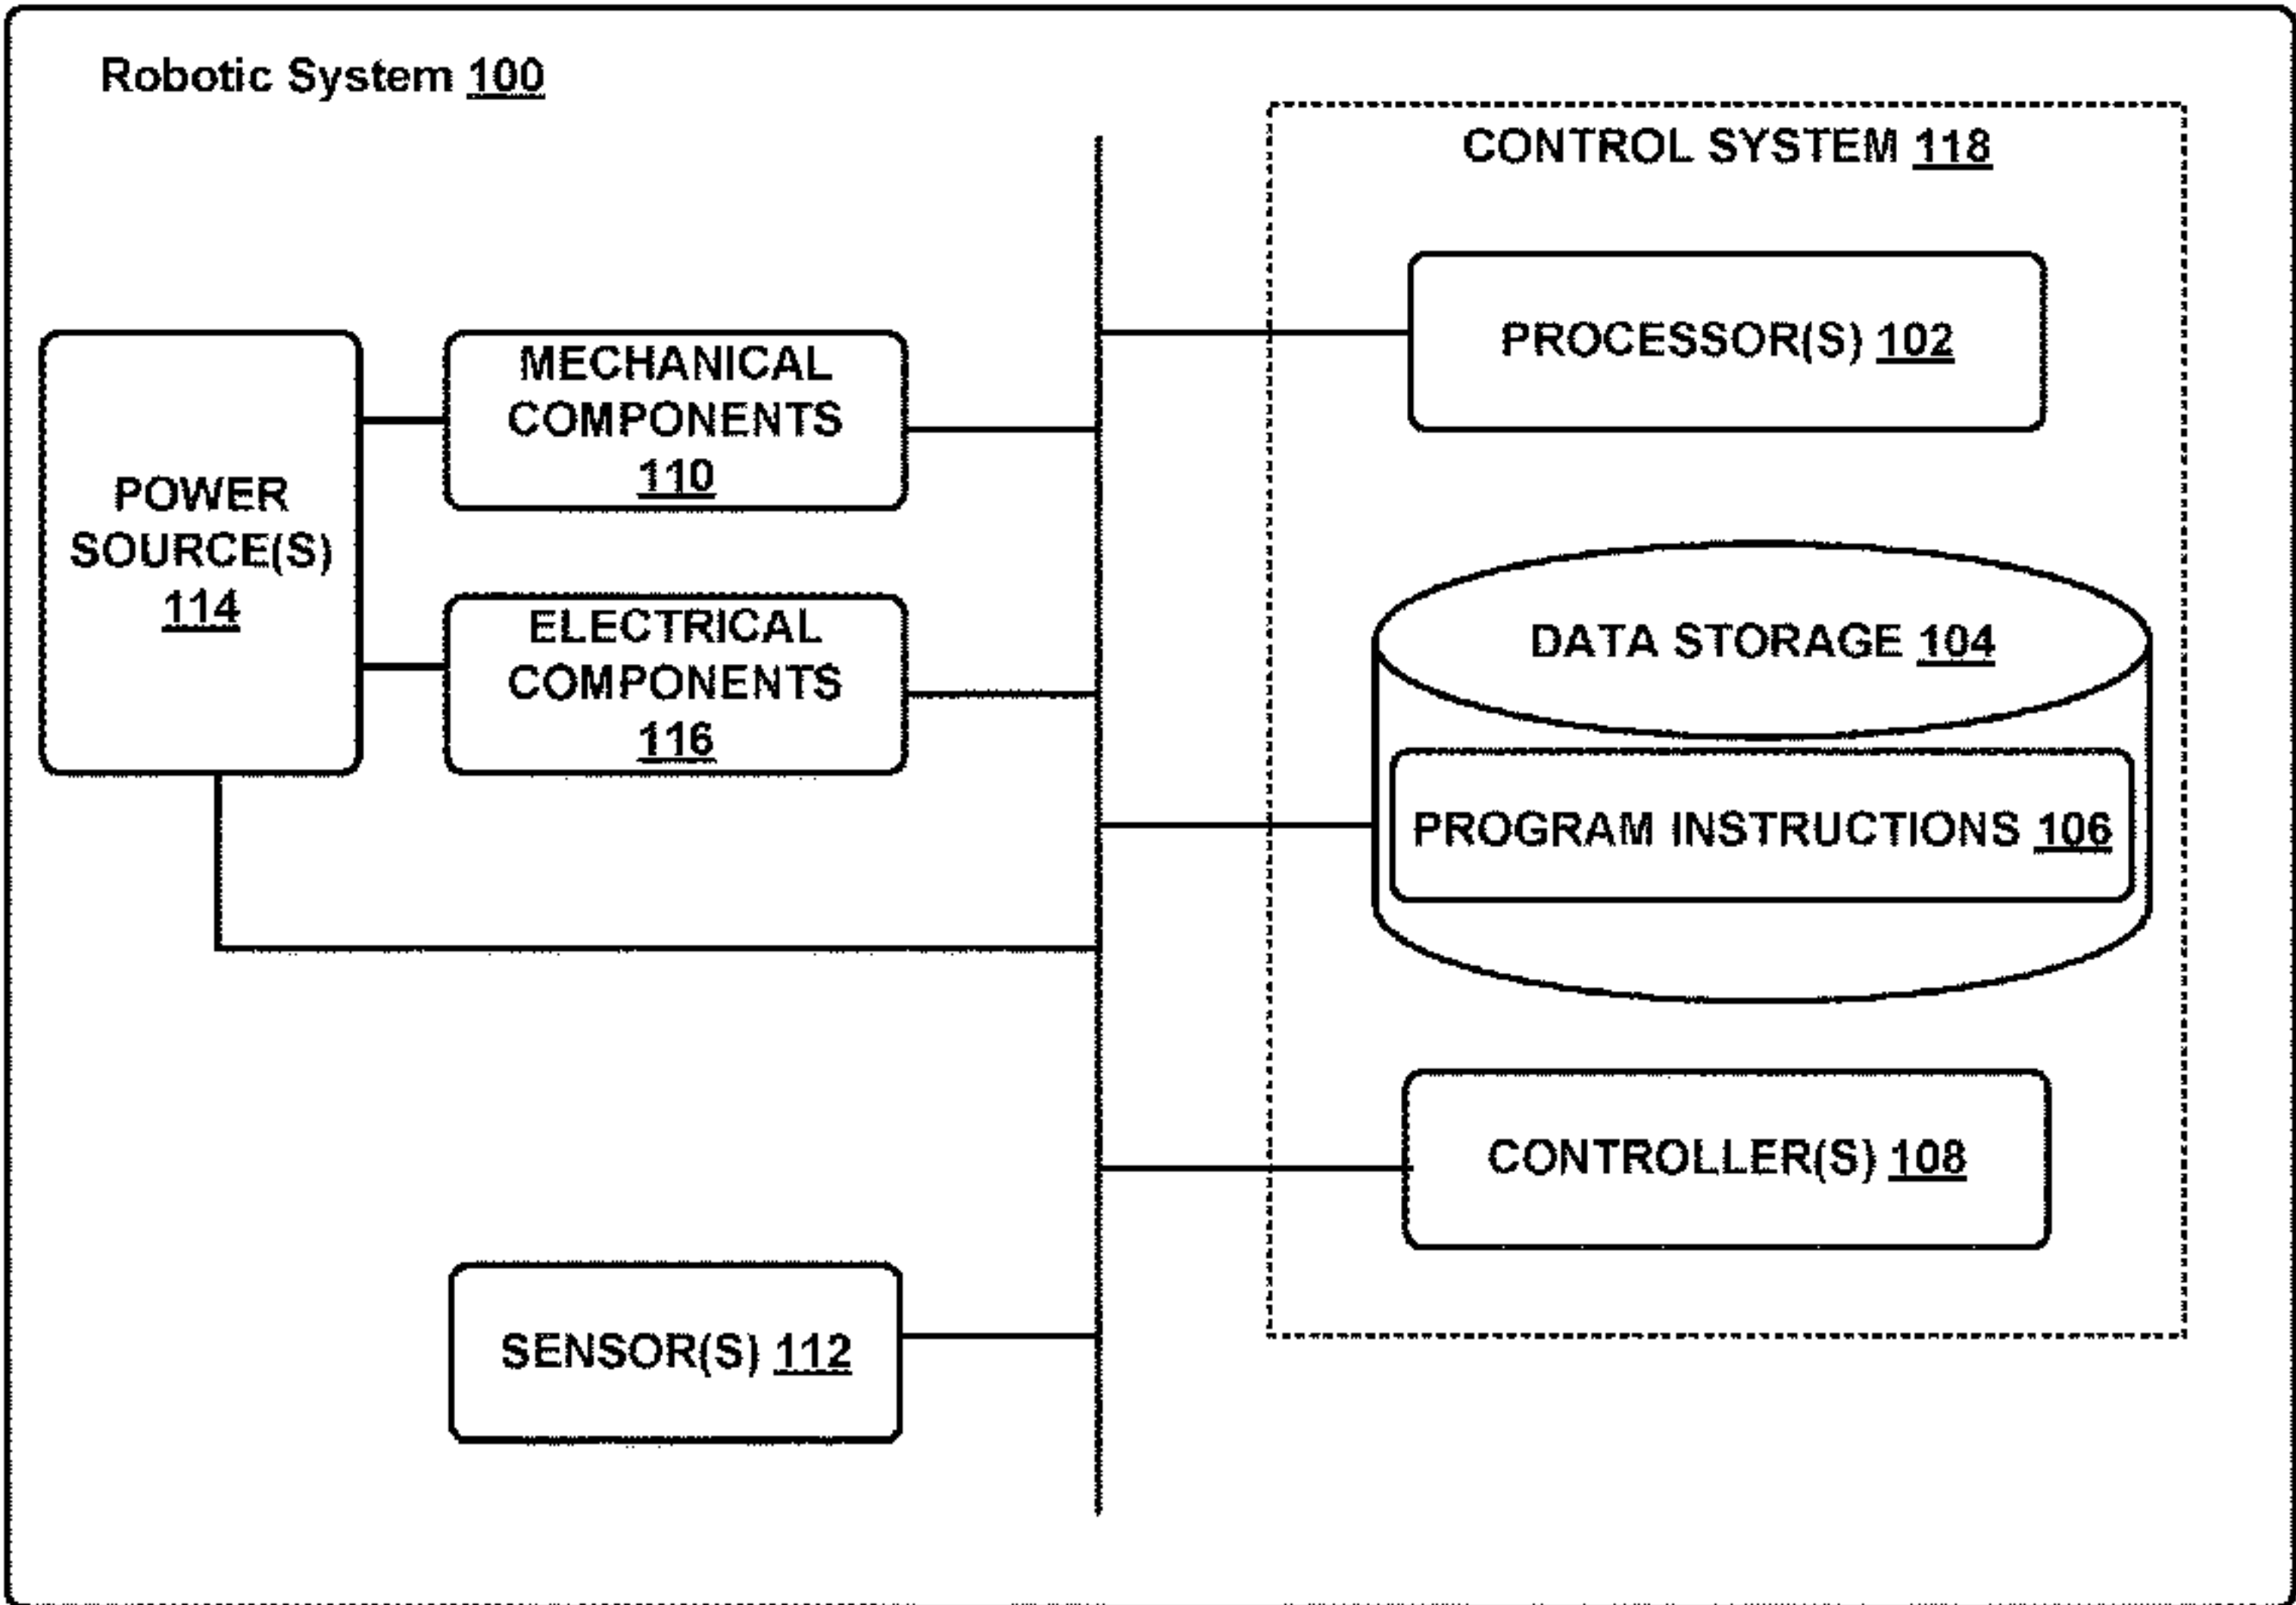 Robotic System 100
CONTROL SYSTEM 118
PROCESSOR(S) 102
MECHANICAL
COMPONENTS
110
POWER
SOURCE(S)
114
ELECTRICAL
COMPONENTS
116
DATA STORAGE 104
PROGRAM INSTRUCTIONS 106
CONTROLLER(S) 108
SENSOR(S) 112